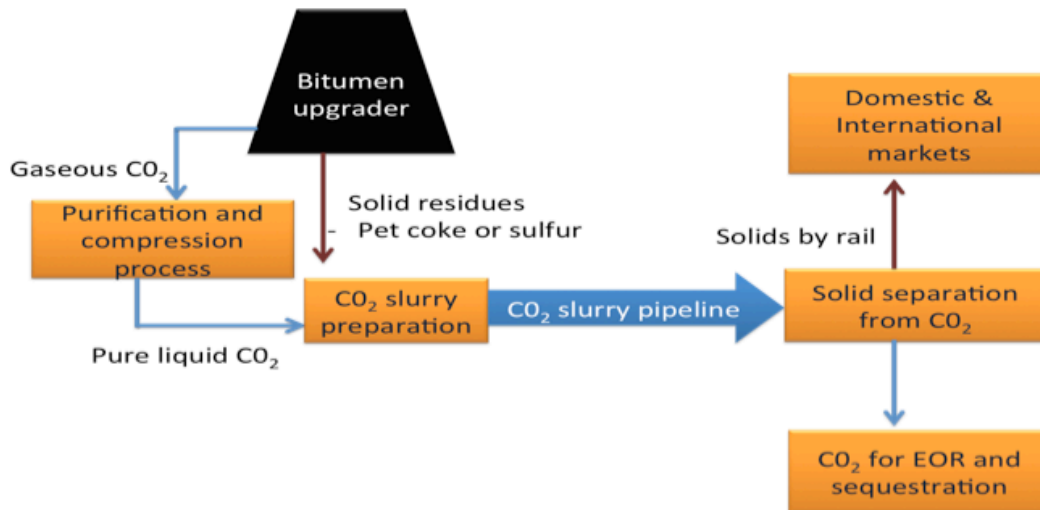 Bitumen
upgrader
Gaseous C0₂
Purification and
compression
process
Solid residues
- Pet coke or sulfur
Pure liquid C0₂
C0₂ slurry
preparation
C0₂ slurry pipeline
Domestic &
International
markets
Solids by rail
Solid separation
from C0₂
C0₂ for EOR and
sequestration